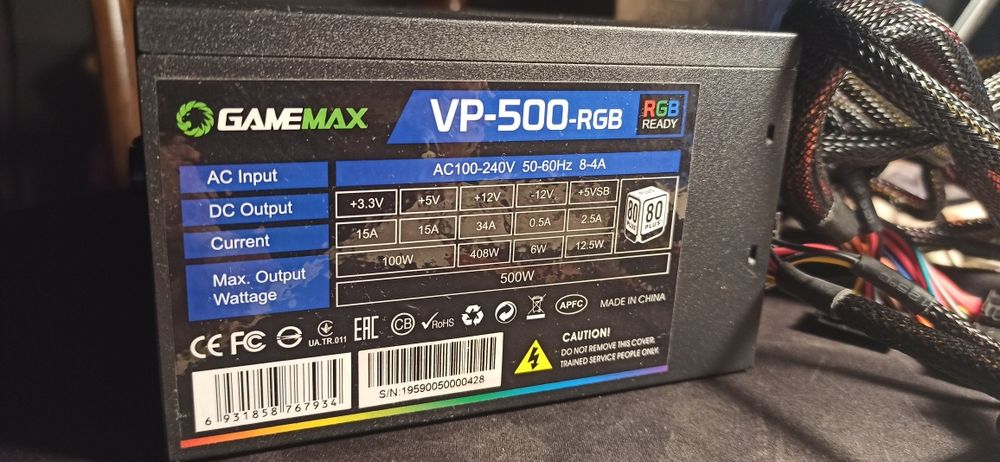 GAMEMAX VP-500-RGB RGB READY
AC Input AC100-240V 50-60Hz 8-4A
DC Output +3.3V +5V +12V -12V +5VSB
Current 15A 15A 34A 0.5A 2.5A
Max. Output Wattage 100W 408W 6W 12.5W
500W
80 PLUS
CE FC UA.TR.011 EAC CB RoHS APFC MADE IN CHINA
CAUTION!
DO NOT REMOVE THIS COVER.
TRAINED SERVICE PEOPLE ONLY.
6 931858 767934
S/N:19590050000428